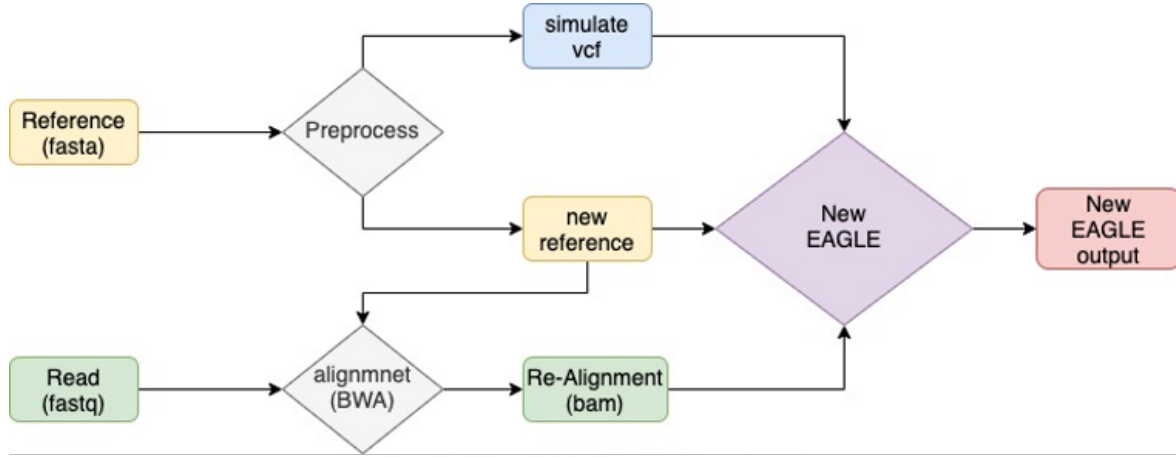 simulate
vcf
Reference
(fasta)
Preprocess
new
reference
New
EAGLE
New
EAGLE
output
Read
(fastq)
alignmnet
(BWA)
Re-Alignment
(bam)